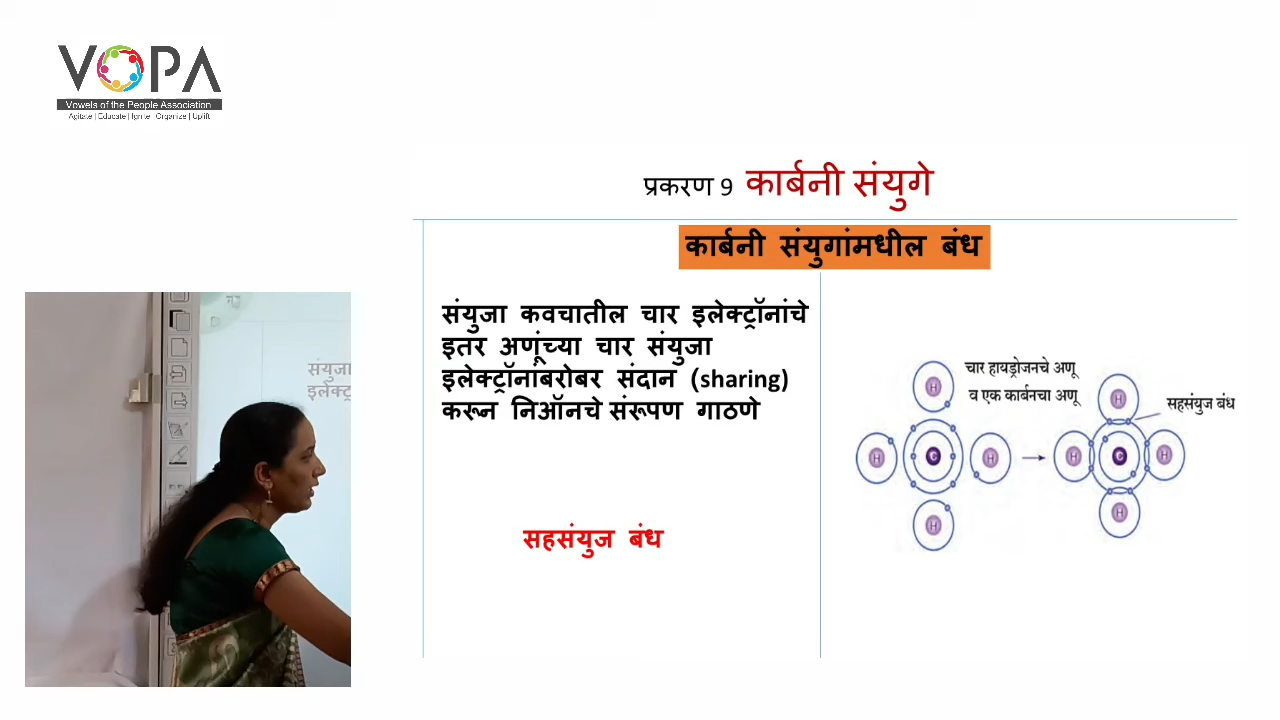 VOPA
Vowels of the People Association
Agitate | Educate | Ignite | Organize | Uplift
प्रकरण 9 कार्बनी संयुगे
कार्बनी संयुगांमधील बंध
संयुजा कवचातील चार इलेक्ट्रॉनांचे
इतर अणूंच्या चार संयुजा
इलेक्ट्रॉनांबरोबर संदान (sharing)
करून निऑनचे संरूपण गाठणे
सहसंयुज बंध
चार हायड्रोजनचे अणू
व एक कार्बनचा अणू
सहसंयुज बंध
H
H C H
H
H
H C H
H
संयुजा
इलेक्ट्र